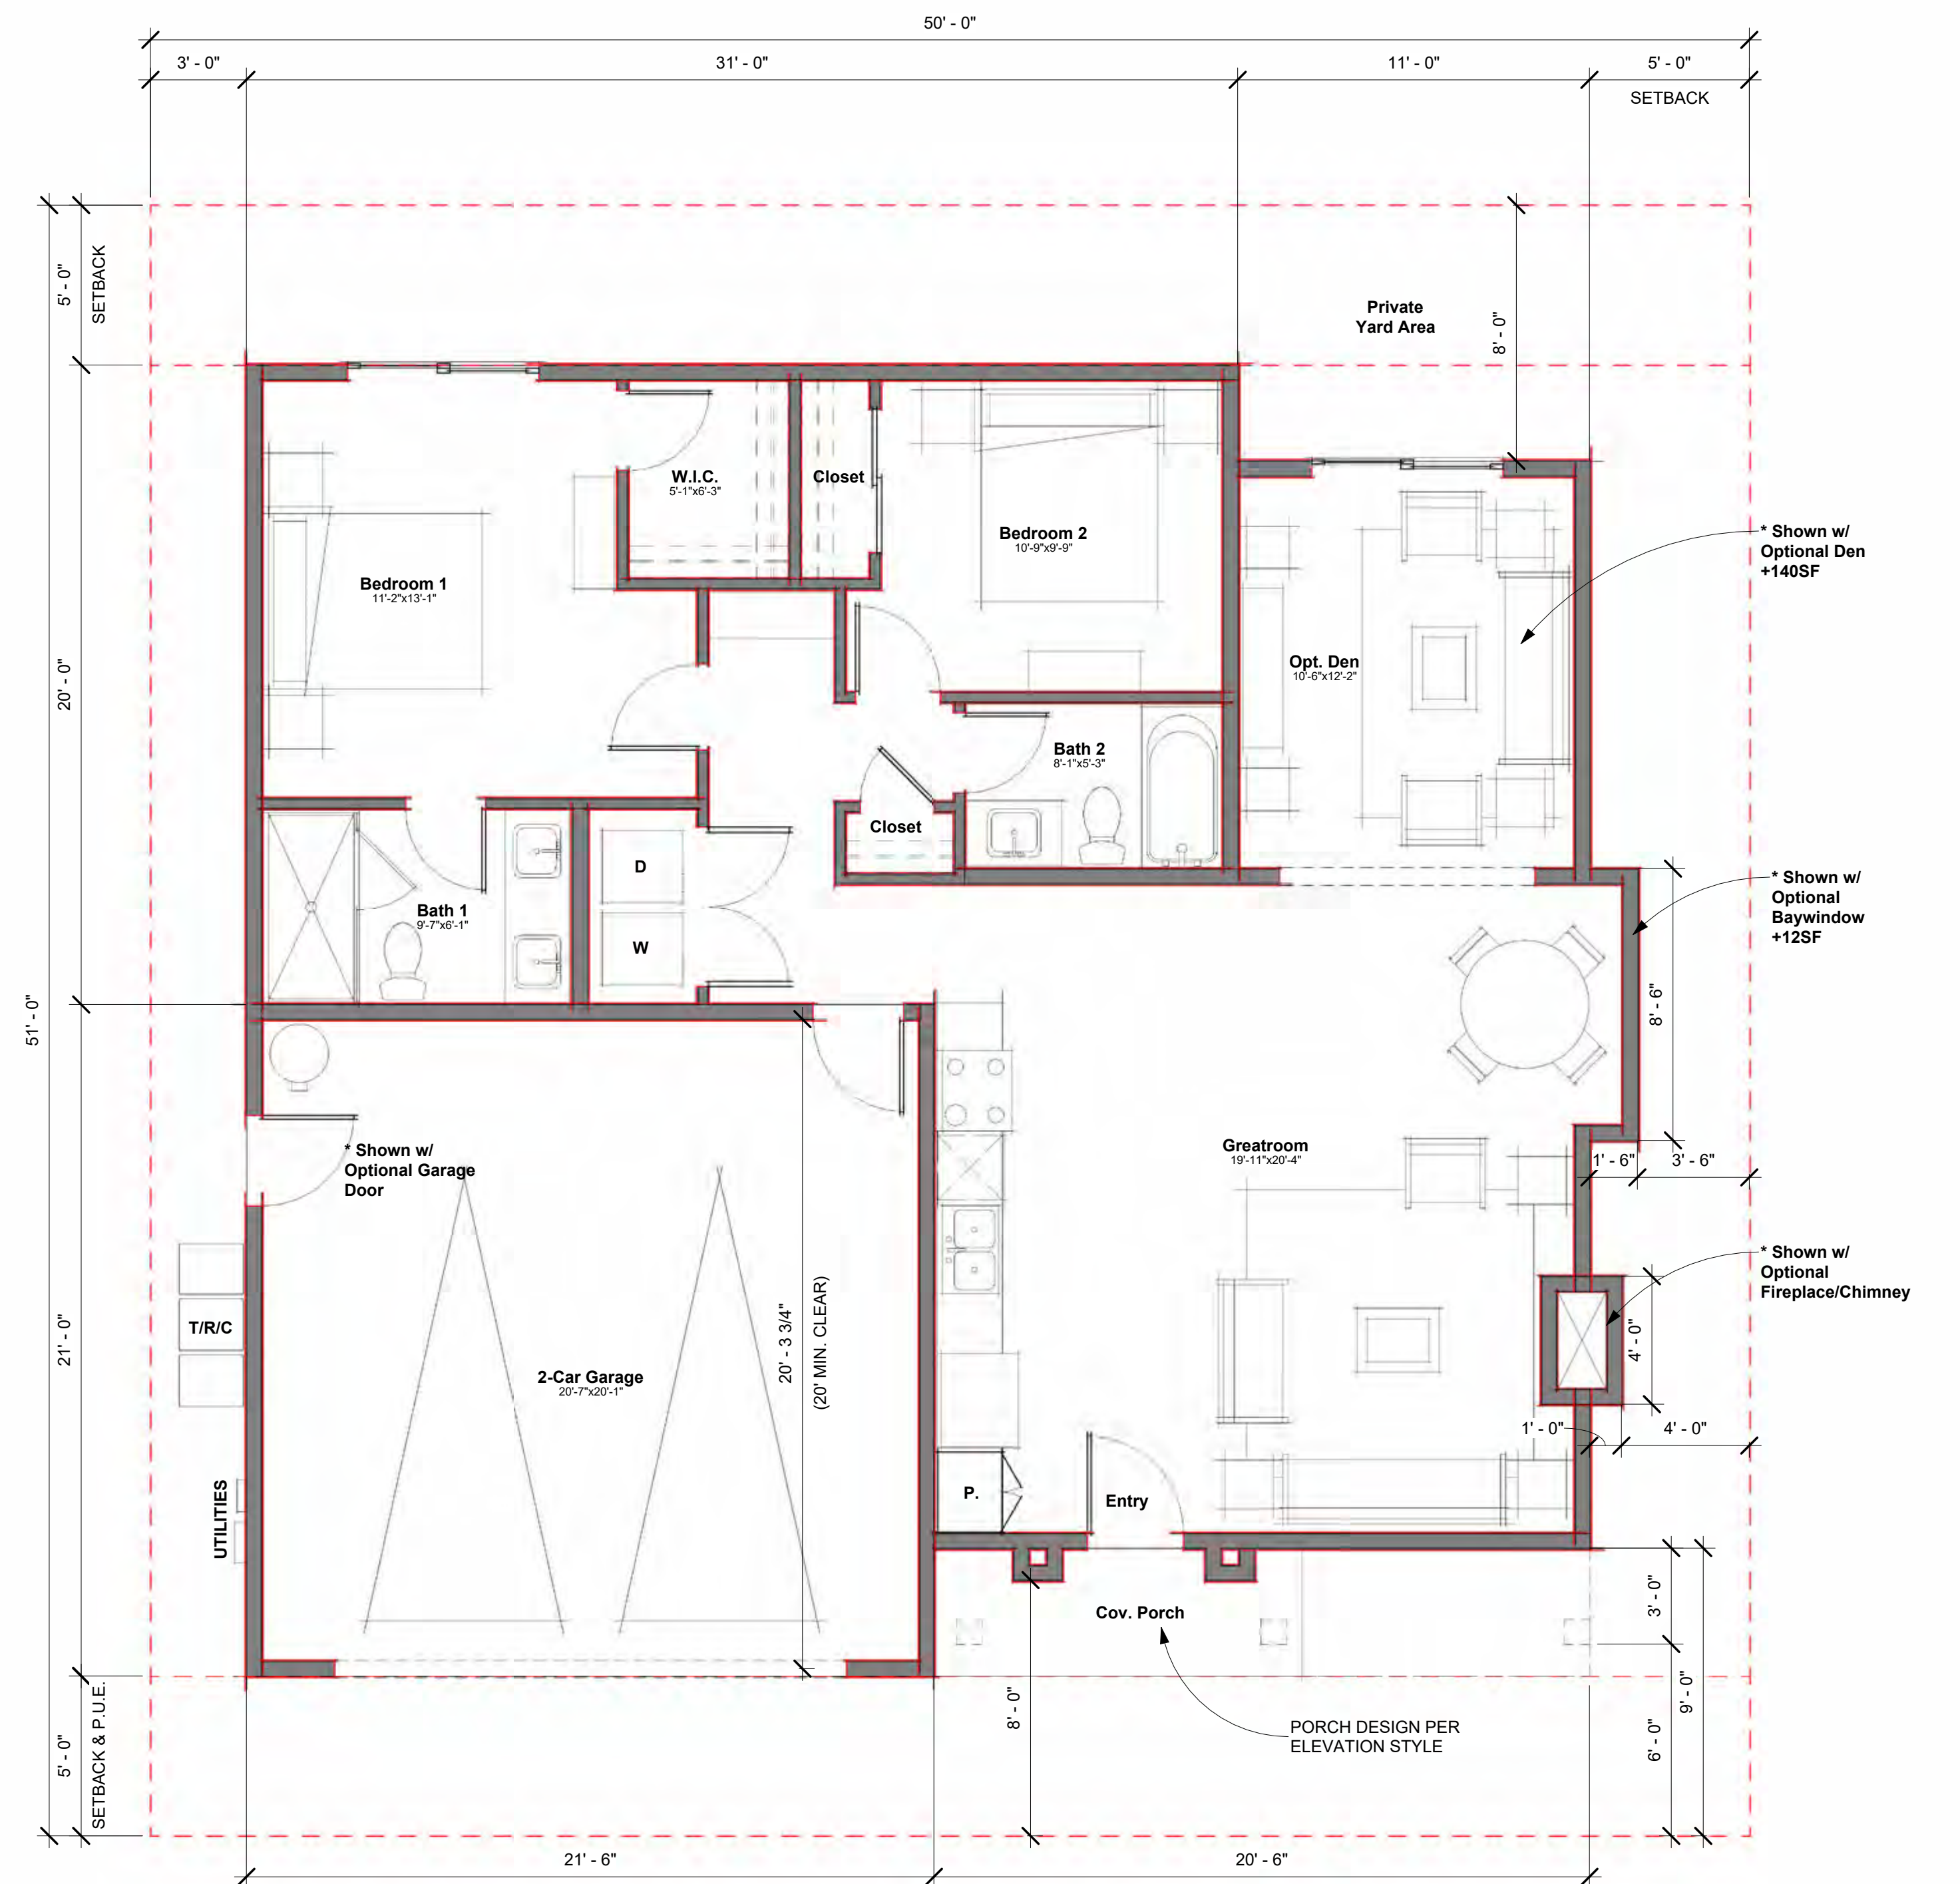 50' - 0"
3' - 0"
31' - 0"
11' - 0"
5' - 0"
SETBACK
5' - 0"
SETBACK
Private
Yard Area
8' - 0"
W.I.C.
5'-1"x6'-3"
Closet
Bedroom 2
10'-9"x9'-9"
* Shown w/
Optional Den
+140SF
Bedroom 1
11'-2"x13'-1"
Opt. Den
10'-6"x12'-2"
20' - 0"
Bath 2
8'-1"x5'-3"
Closet
D
Bath 1
9'-7"x6'-1"
W
* Shown w/
Optional
Baywindow
+12SF
8' - 6"
51' - 0"
* Shown w/
Optional Garage
Door
Greatroom
19'-11"x20'-4"
1' - 6"
3' - 6"
* Shown w/
Optional
Fireplace/Chimney
T/R/C
21' - 0"
20' - 3 3/4"
(20' MIN. CLEAR)
4' - 0"
2-Car Garage
20'-7"x20'-1"
1' - 0"
4' - 0"
UTILITIES
P.
Entry
Cov. Porch
3' - 0"
9' - 0"
6' - 0"
8' - 0"
PORCH DESIGN PER
ELEVATION STYLE
5' - 0"
SETBACK & P.U.E.
21' - 6"
20' - 6"